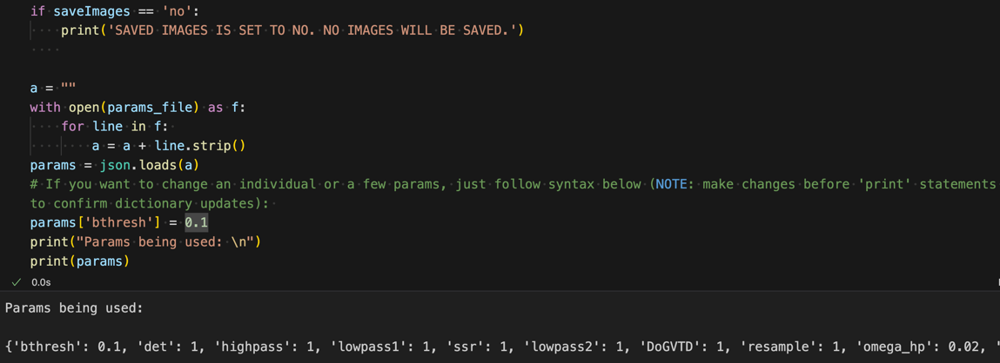 if saveImages == 'no':
    print('SAVED IMAGES IS SET TO NO. NO IMAGES WILL BE SAVED.')
a = ""
with open(params_file) as f:
    for line in f:
        a = a + line.strip()
params = json.loads(a)
# If you want to change an individual or a few params, just follow syntax below (NOTE: make changes before 'print' statements
to confirm dictionary updates):
params['bthresh'] = 0.1
print("Params being used: \n")
print(params)
0.0s
Params being used:
{'bthresh': 0.1, 'det': 1, 'highpass': 1, 'lowpass1': 1, 'ssr': 1, 'lowpass2': 1, 'DoGVTD': 1, 'resample': 1, 'omega_hp': 0.02, '